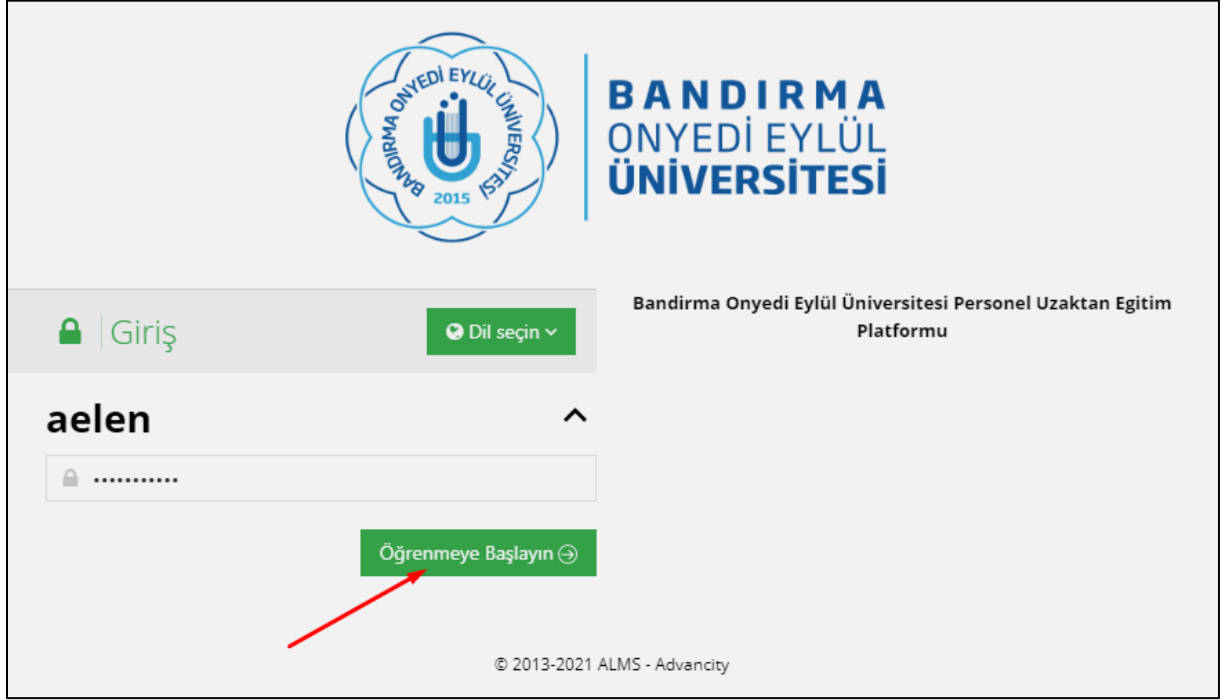 BANDIRMA ONYEDİ EYLÜL ÜNİVERSİTESİ
2015
BANDIRMA
ONYEDİ EYLÜL
ÜNİVERSİTESİ
Giriş
Dil seçin
Bandirma Onyedi Eylül Üniversitesi Personel Uzaktan Egitim
Platformu
aelen
...........
Öğrenmeye Başlayın
© 2013-2021 ALMS - Advancity